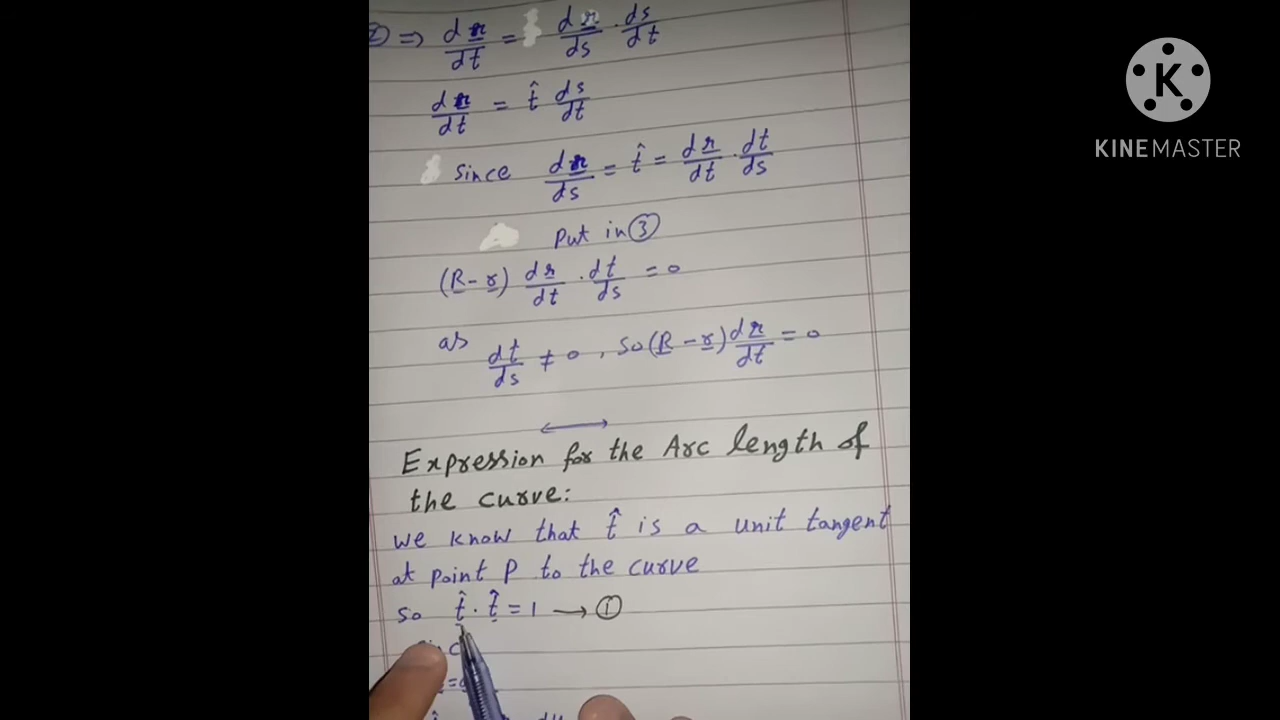 ② ⇒ dr/dt = dr/ds . ds/dt
dr/dt = t̂ ds/dt
Since dr/ds = t̂ = dr/dt . dt/ds
Put in ③
(R - r) dr/dt . dt/ds = 0
as dt/ds ≠ 0 , so (R - r) dr/dt = 0
Expression for the Arc length of
the curve:
we know that t̂ is a unit tangent
at point P to the curve
So t̂ . t̂ = 1 → ①
K
KINEMASTER